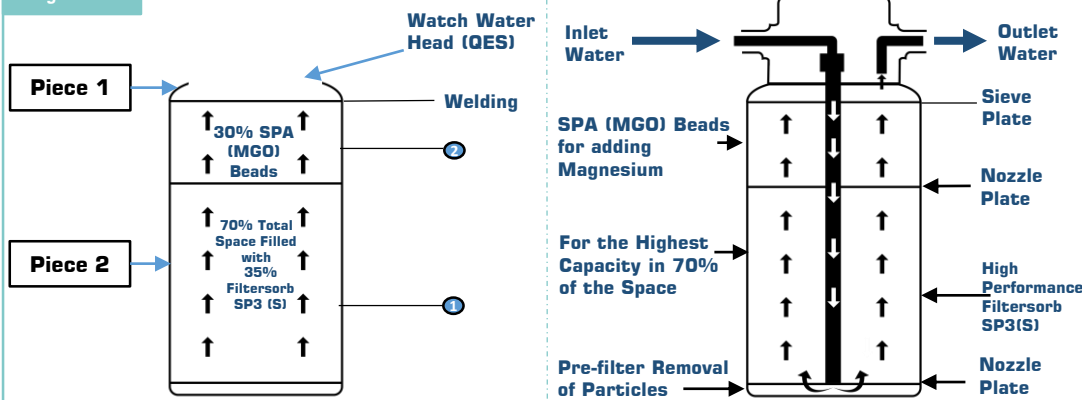 Watch Water
Head (QES)
Piece 1
Welding
30% SPA
(MGO)
Beads
2
70% Total
Space Filled
with
35%
Filtersorb
SP3 (S)
Piece 2
1
Inlet
Water
Outlet
Water
Sieve
Plate
SPA (MGO) Beads
for adding
Magnesium
Nozzle
Plate
For the Highest
Capacity in 70%
of the Space
High
Performance
Filtersorb
SP3(S)
Pre-filter Removal
of Particles
Nozzle
Plate